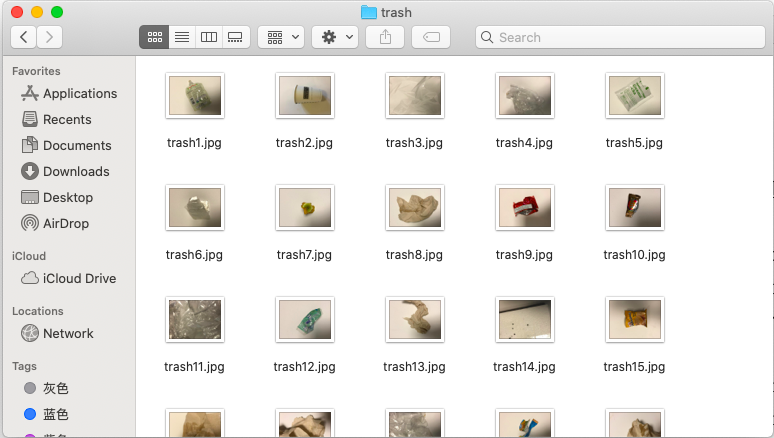 trash
Search
Favorites
Applications
Recents
Documents
Downloads
Desktop
AirDrop
iCloud
iCloud Drive
Locations
Network
Tags
灰色
蓝色
trash1.jpg
trash2.jpg
trash3.jpg
trash4.jpg
trash5.jpg
trash6.jpg
trash7.jpg
trash8.jpg
trash9.jpg
trash10.jpg
trash11.jpg
trash12.jpg
trash13.jpg
trash14.jpg
trash15.jpg